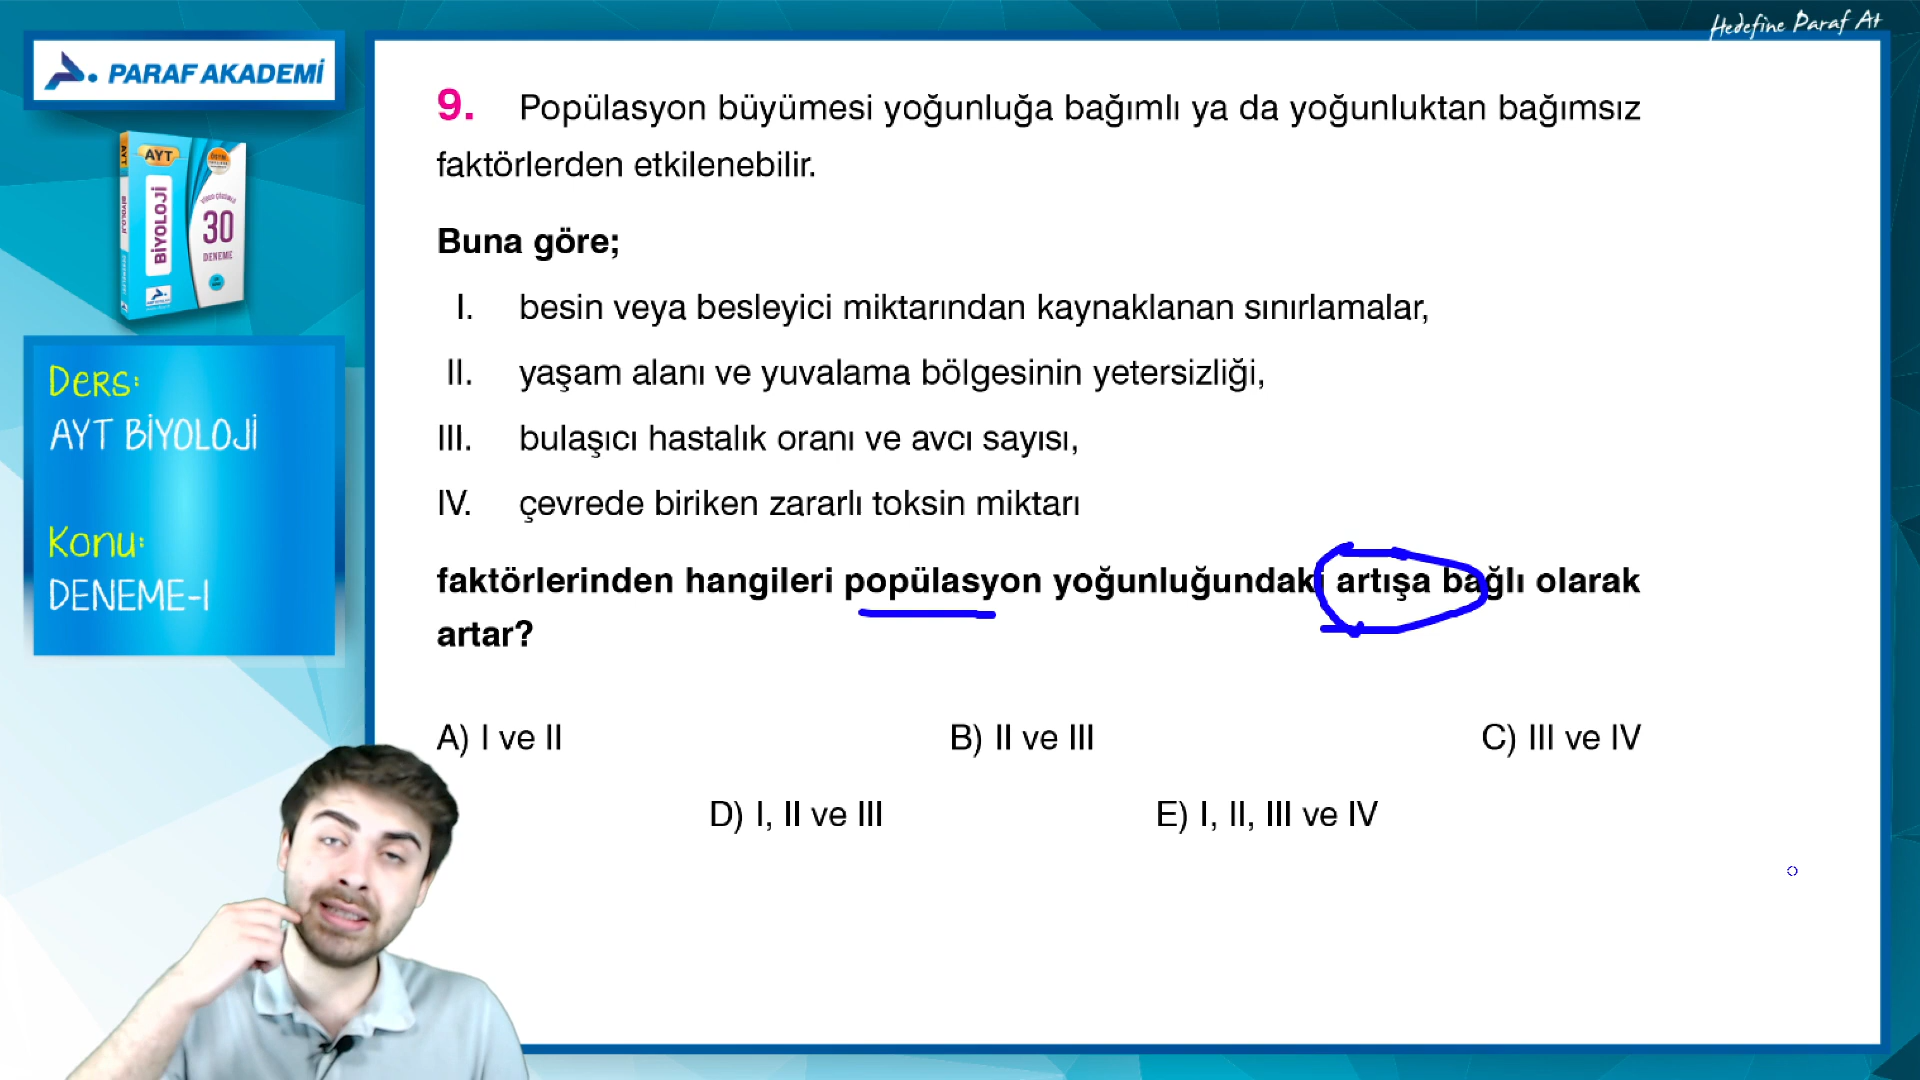 Hedefine Paraf At
PARAF AKADEMİ
AYT
BİYOLOJİ
30
DENEME
Ders:
AYT BİYOLOJİ
Konu:
DENEME-1
9. Popülasyon büyümesi yoğunluğa bağımlı ya da yoğunluktan bağımsız
faktörlerden etkilenebilir.
Buna göre;
I. besin veya besleyici miktarından kaynaklanan sınırlamalar,
II. yaşam alanı ve yuvalama bölgesinin yetersizliği,
III. bulaşıcı hastalık oranı ve avcı sayısı,
IV. çevrede biriken zararlı toksin miktarı
faktörlerinden hangileri popülasyon yoğunluğundaki artışa bağlı olarak
artar?
A) I ve II B) II ve III C) III ve IV
D) I, II ve III E) I, II, III ve IV